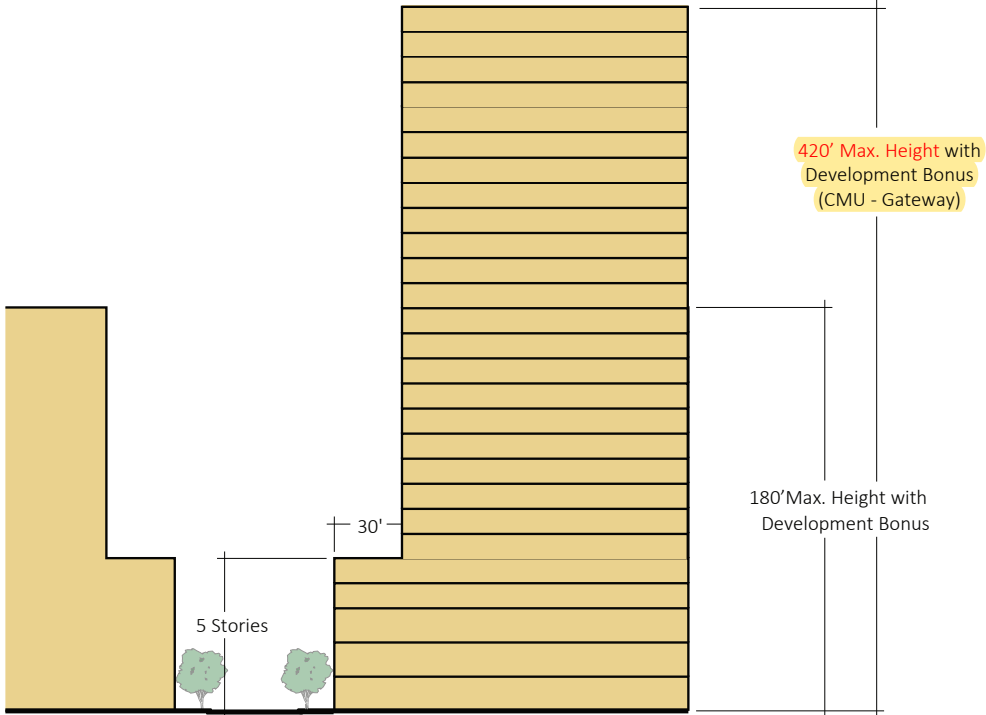 420’ Max. Height with
Development Bonus
(CMU - Gateway)
180’Max. Height with
Development Bonus
30'
5 Stories